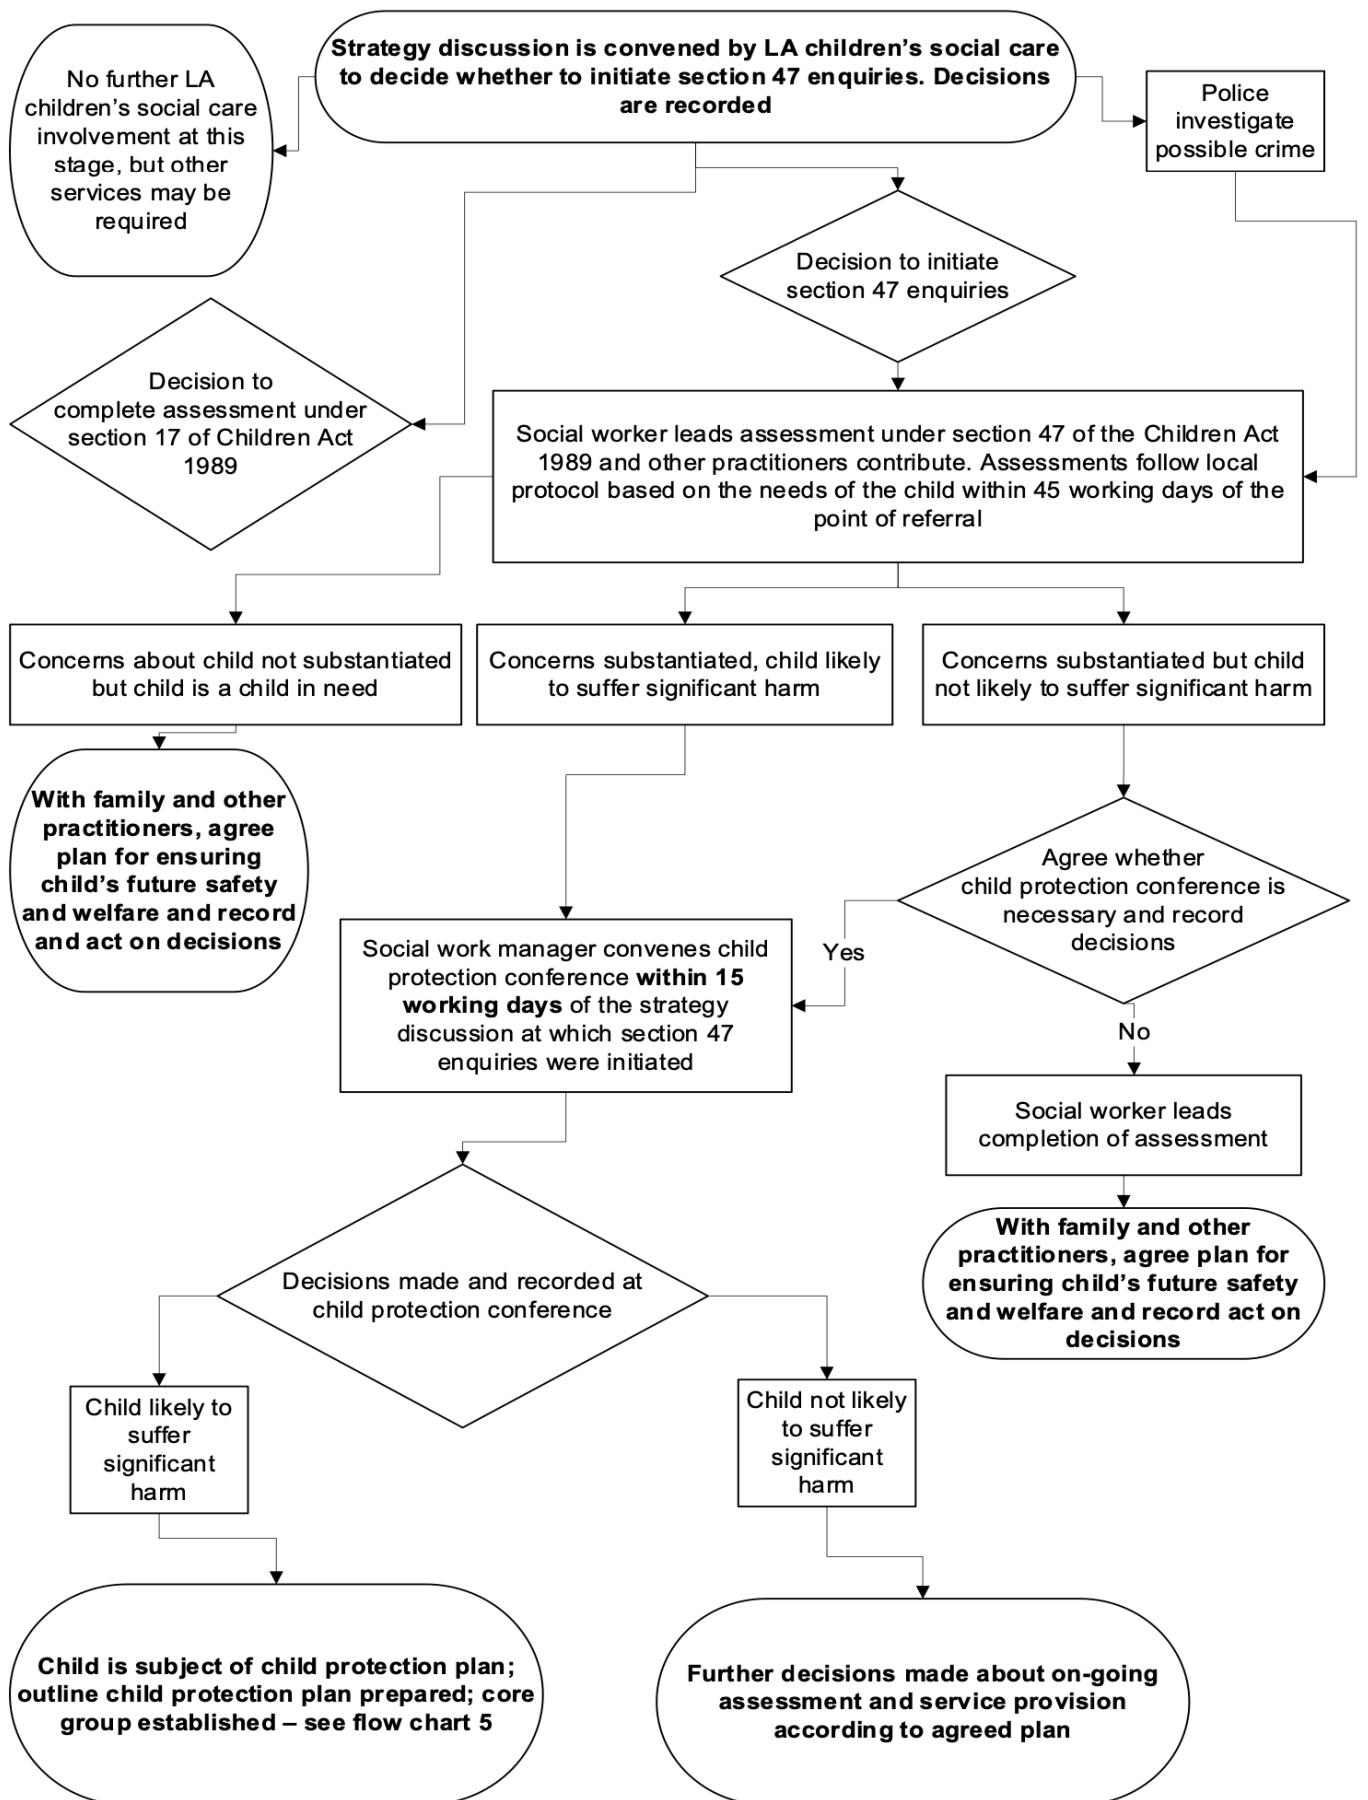 Strategy discussion is convened by LA children’s social care
to decide whether to initiate section 47 enquiries. Decisions
are recorded
No further LA
children’s social care
involvement at this
stage, but other
services may be
required
Police
investigate
possible crime
Decision to initiate
section 47 enquiries
Decision to
complete assessment under
section 17 of Children Act
1989
Social worker leads assessment under section 47 of the Children Act
1989 and other practitioners contribute. Assessments follow local
protocol based on the needs of the child within 45 working days of the
point of referral
Concerns about child not substantiated
but child is a child in need
Concerns substantiated, child likely
to suffer significant harm
Concerns substantiated but child
not likely to suffer significant harm
With family and other
practitioners, agree
plan for ensuring
child’s future safety
and welfare and record
and act on decisions
Agree whether
child protection conference is
necessary and record
decisions
Yes
Social work manager convenes child
protection conference within 15
working days of the strategy
discussion at which section 47
enquiries were initiated
No
Social worker leads
completion of assessment
With family and other
practitioners, agree plan for
ensuring child’s future safety
and welfare and record act on
decisions
Decisions made and recorded at
child protection conference
Child likely to
suffer
significant
harm
Child not likely
to suffer
significant
harm
Child is subject of child protection plan;
outline child protection plan prepared; core
group established – see flow chart 5
Further decisions made about on-going
assessment and service provision
according to agreed plan